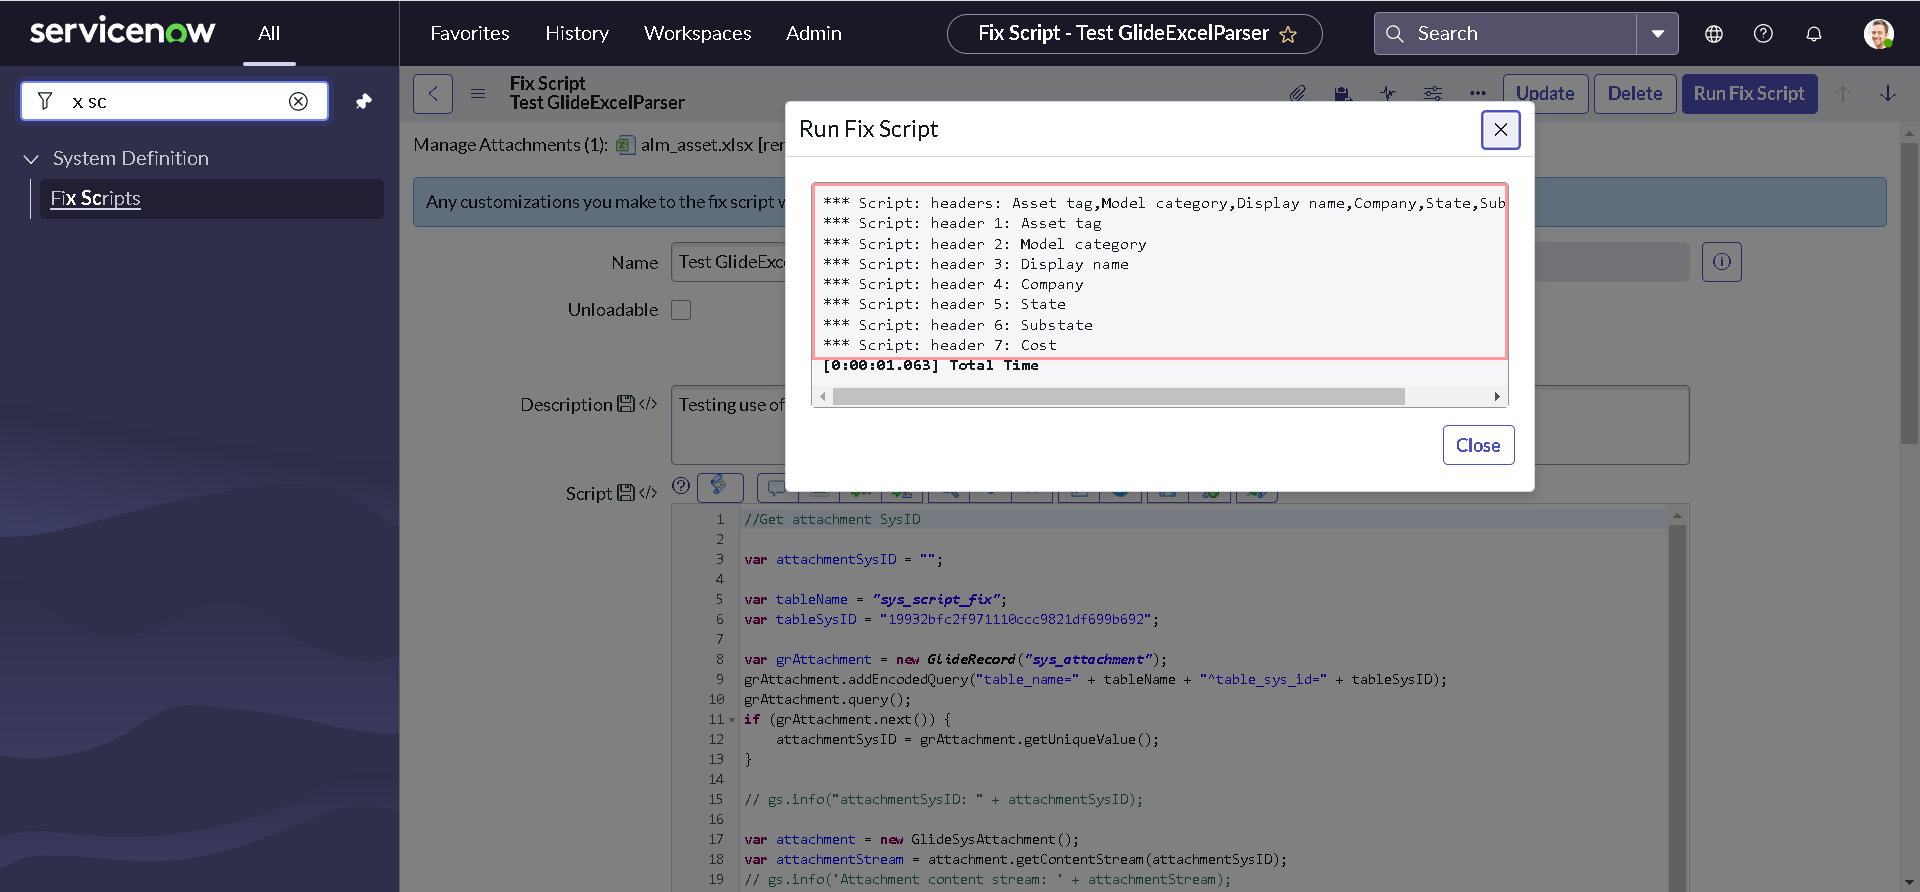 servicenow
All
Favorites
History
Workspaces
Admin
Fix Script - Test GlideExcelParser
Search
x sc
System Definition
Fix Scripts
Fix Script
Test GlideExcelParser
Update
Delete
Run Fix Script
Manage Attachments (1): alm_asset.xlsx [rer
Any customizations you make to the fix script
Name
Test GlideExc
Unloadable
Description
Testing use of
Script
Run Fix Script
*** Script: headers: Asset tag,Model category,Display name,Company,State,Sub
*** Script: header 1: Asset tag
*** Script: header 2: Model category
*** Script: header 3: Display name
*** Script: header 4: Company
*** Script: header 5: State
*** Script: header 6: Substate
*** Script: header 7: Cost
[0:00:01.063] Total Time
Close
1 //Get attachment SysID
2
3 var attachmentSysID = "";
4
5 var tableName = "sys_script_fix";
6 var tableSysID = "19932bfc2f971110ccc9821df699b692";
7
8 var grAttachment = new GlideRecord("sys_attachment");
9 grAttachment.addEncodedQuery("table_name=" + tableName + "^table_sys_id=" + tableSysID);
10 grAttachment.query();
11 if (grAttachment.next()) {
12 attachmentSysID = grAttachment.getUniqueValue();
13 }
14
15 // gs.info("attachmentSysID: " + attachmentSysID);
16
17 var attachment = new GlideSysAttachment();
18 var attachmentStream = attachment.getContentStream(attachmentSysID);
19 // gs.info('Attachment content stream: ' + attachmentStream);